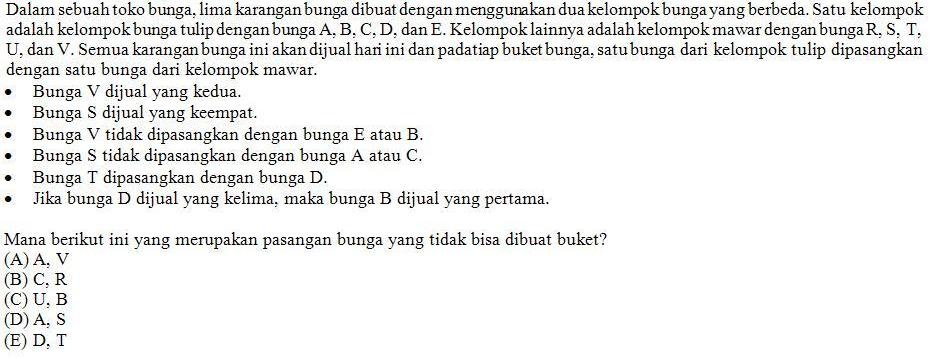 Dalam sebuah toko bunga, lima karangan bunga dibuat dengan menggunakan dua kelompok bunga yang berbeda. Satu kelompok
adalah kelompok bunga tulip dengan bunga A, B, C, D, dan E. Kelompok lainnya adalah kelompok mawar dengan bunga R, S, T,
U, dan V. Semua karangan bunga ini akan dijual hari ini dan pada tiap buket bunga, satu bunga dari kelompok tulip dipasangkan
dengan satu bunga dari kelompok mawar.
• Bunga V dijual yang kedua.
• Bunga S dijual yang keempat.
• Bunga V tidak dipasangkan dengan bunga E atau B.
• Bunga S tidak dipasangkan dengan bunga A atau C.
• Bunga T dipasangkan dengan bunga D.
• Jika bunga D dijual yang kelima, maka bunga B dijual yang pertama.
Mana berikut ini yang merupakan pasangan bunga yang tidak bisa dibuat buket?
(A) A, V
(B) C, R
(C) U, B
(D) A, S
(E) D, T